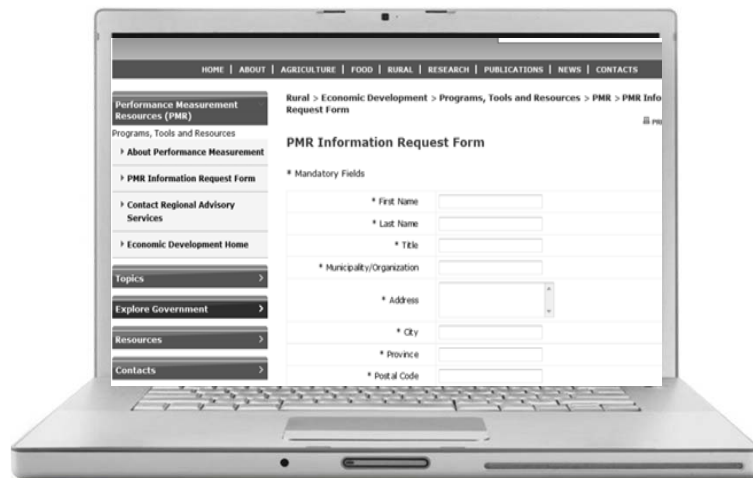 HOME | ABOUT | AGRICULTURE | FOOD | RURAL | RESEARCH | PUBLICATIONS | NEWS | CONTACTS
Performance Measurement
Resources (PMR)
Programs, Tools and Resources
About Performance Measurement
PMR Information Request Form
Contact Regional Advisory
Services
Economic Development Home
Topics
Explore Government
Resources
Contacts
Rural > Economic Development > Programs, Tools and Resources > PMR > PMR Info
Request Form
PMR Information Request Form
* Mandatory Fields
* First Name
* Last Name
* Title
* Municipality/Organization
* Address
* City
* Province
* Postal Code